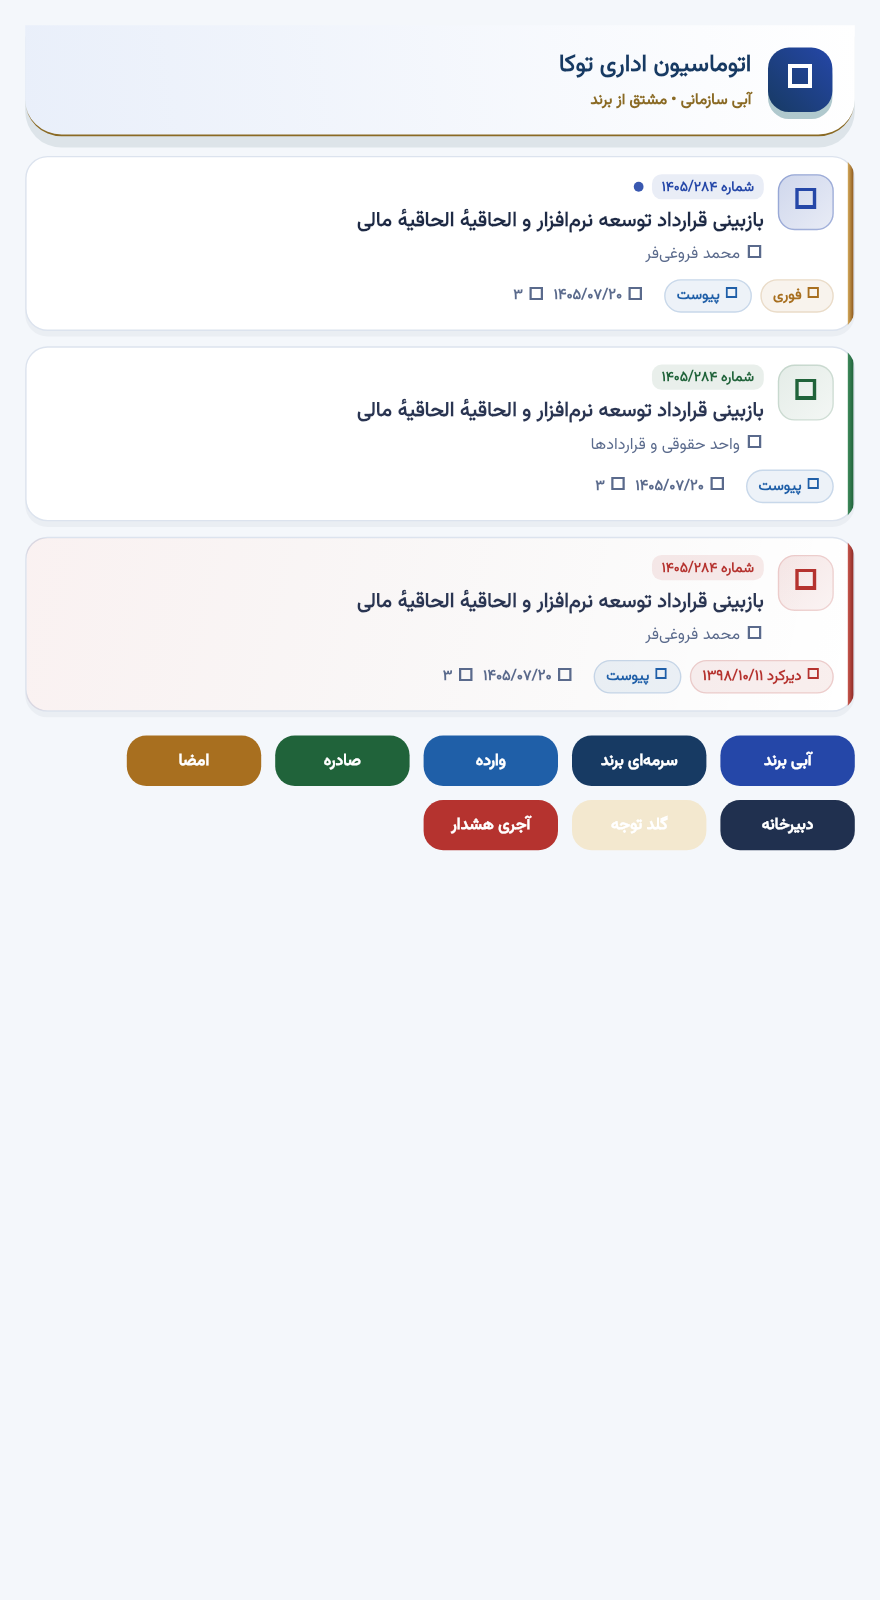 اتوماسیون اداری توکا
آبی سازمانی • مشتق از برند
شماره ۱۴۰۵/۲۸۴
بازبینی قرارداد توسعه نرم‌افزار و الحاقیهٔ الحاقیهٔ مالی
محمد فروغی‌فر
فوری پیوست ۱۴۰۵/۰۷/۲۰ ۳
شماره ۱۴۰۵/۲۸۴
بازبینی قرارداد توسعه نرم‌افزار و الحاقیهٔ الحاقیهٔ مالی
واحد حقوقی و قراردادها
پیوست ۱۴۰۵/۰۷/۲۰ ۳
شماره ۱۴۰۵/۲۸۴
بازبینی قرارداد توسعه نرم‌افزار و الحاقیهٔ الحاقیهٔ مالی
محمد فروغی‌فر
دیرکرد ۱۳۹۸/۱۰/۱۱ پیوست ۱۴۰۵/۰۷/۲۰ ۳
آبی برند سرمه‌ای برند وارده صادره امضا
دبیرخانه گلد توجه آجری هشدار